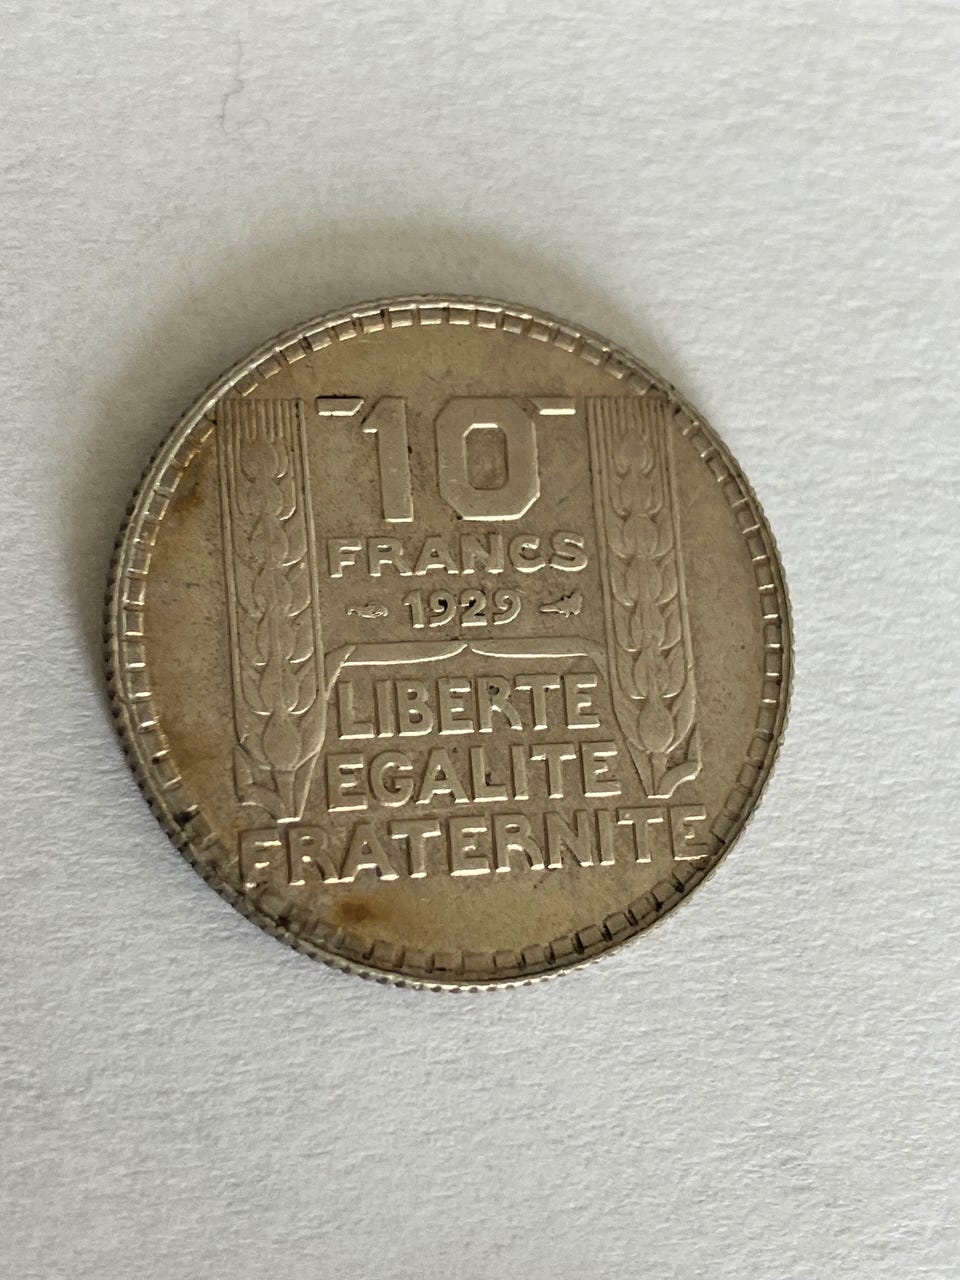 10
FRANCS
1929
LIBERTE
EGALITE
FRATERNITE